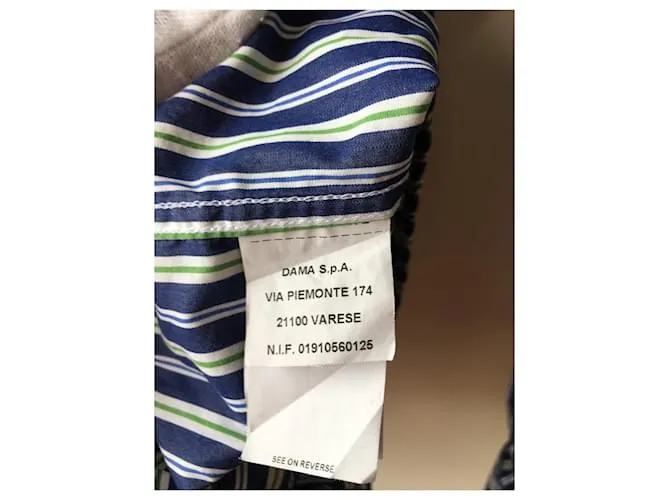 DAMA S.p.A.
VIA PIEMONTE 174
21100 VARESE
N.I.F. 01910560125
SEE ON REVERSE